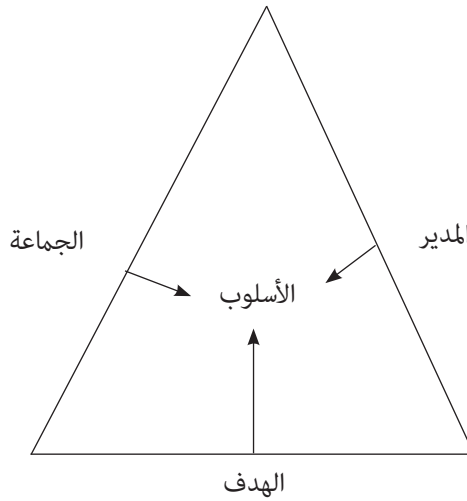 المدير
الجماعة
الأسلوب
الهدف